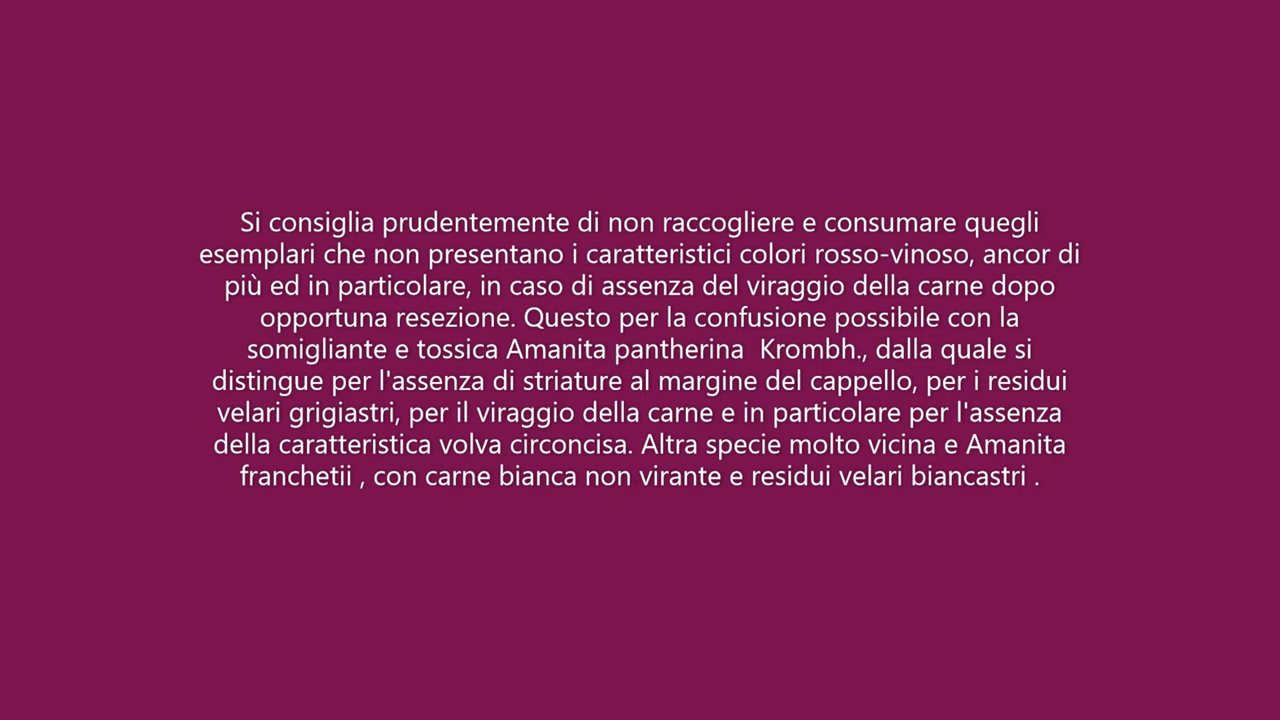 Si consiglia prudentemente di non raccogliere e consumare quegli
esemplari che non presentano i caratteristici colori rosso-vinoso, ancor di
più ed in particolare, in caso di assenza del viraggio della carne dopo
opportuna resezione. Questo per la confusione possibile con la
somigliante e tossica Amanita pantherina  Krombh., dalla quale si
distingue per l'assenza di striature al margine del cappello, per i residui
velari grigiastri, per il viraggio della carne e in particolare per l'assenza
della caratteristica volva circoncisa. Altra specie molto vicina e Amanita
franchetii , con carne bianca non virante e residui velari biancastri .